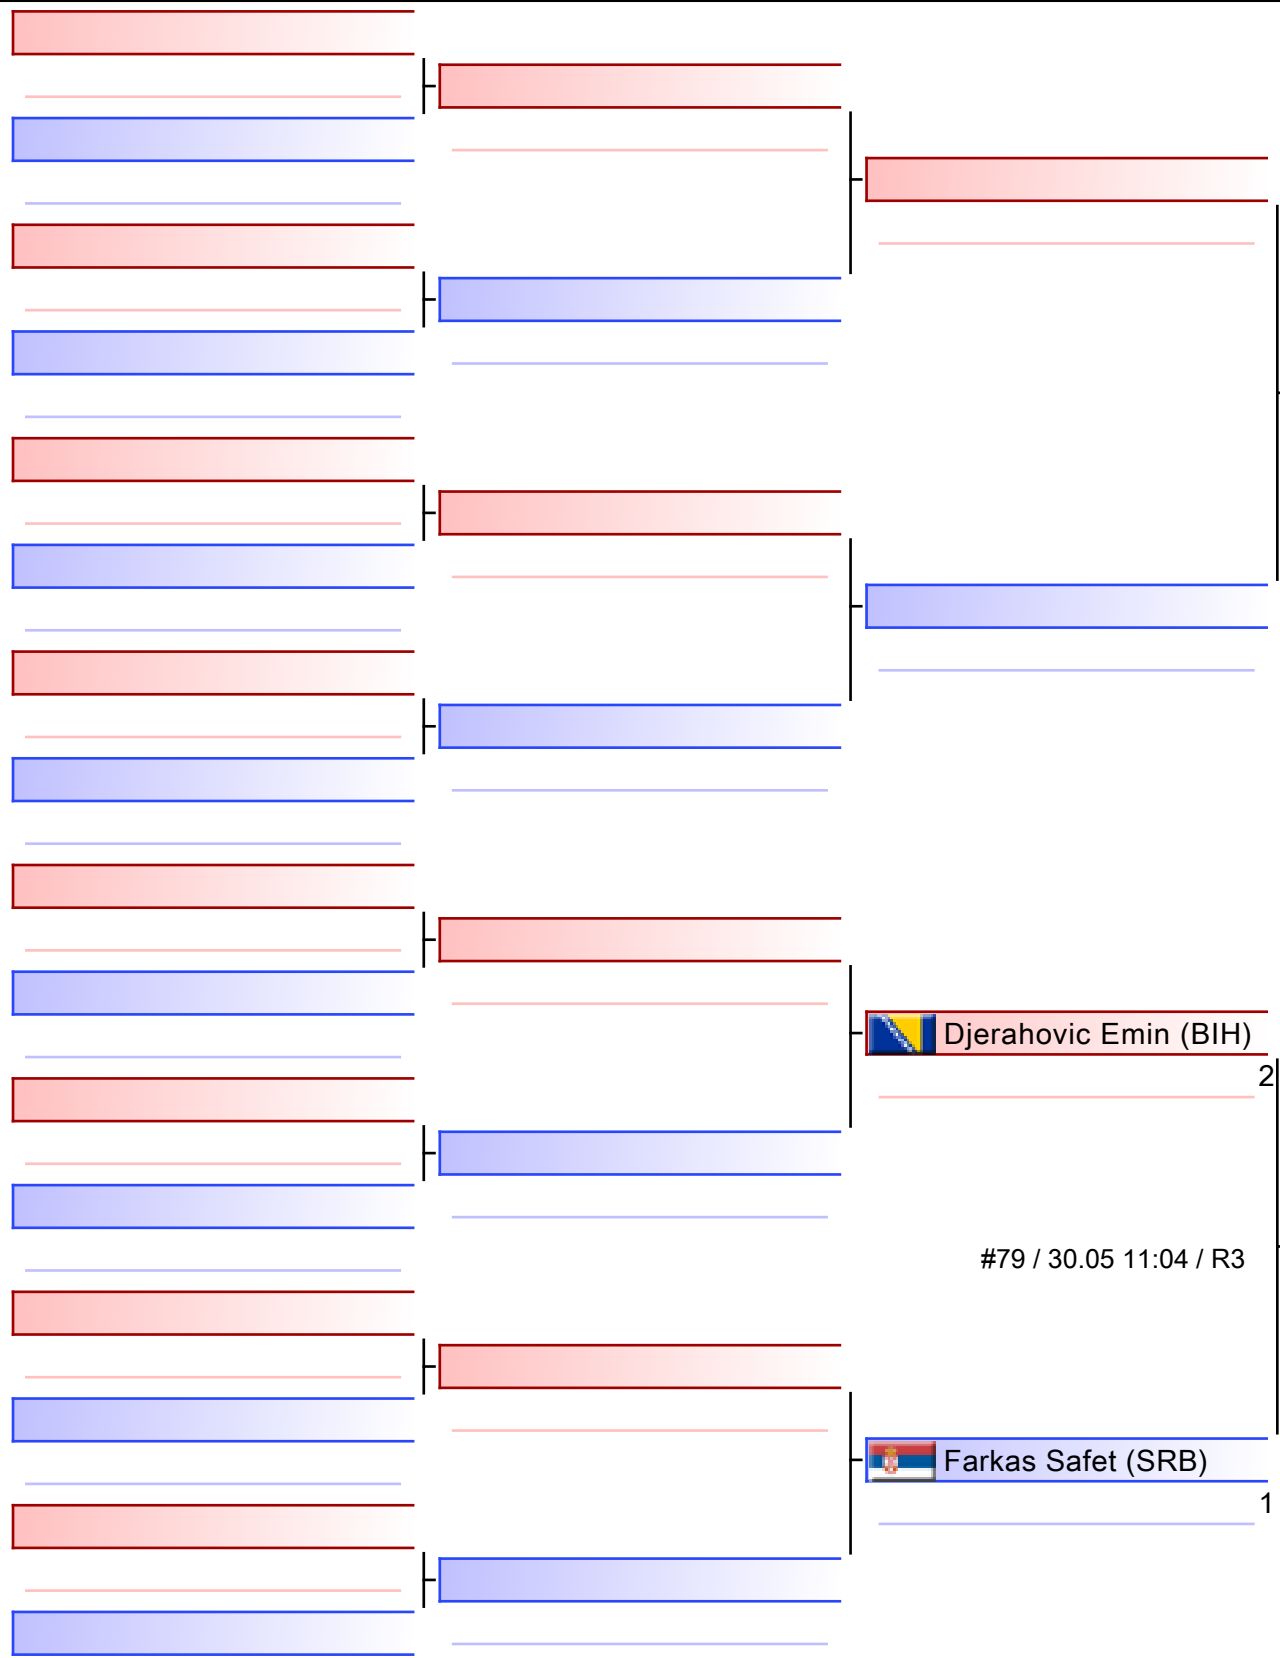 Djerahovic Emin (BIH)
2
#79 / 30.05 11:04 / R3
Farkas Safet (SRB)
1